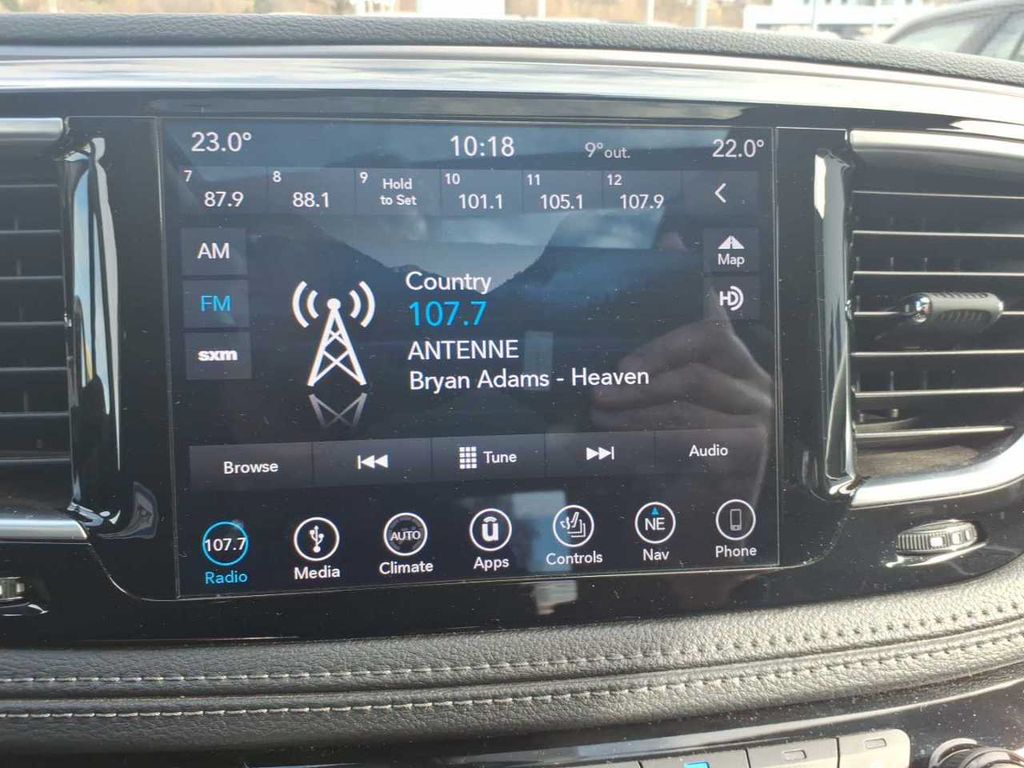 23.0° 10:18 9°out. 22.0°
7 87.9 8 88.1 9 Hold to Set 10 101.1 11 105.1 12 107.9
AM
Map
FM
HD
sxm
Country
107.7
ANTENNE
Bryan Adams - Heaven
Browse Tune Audio
107.7 AUTO u NE
Radio Media Climate Apps Controls Nav Phone